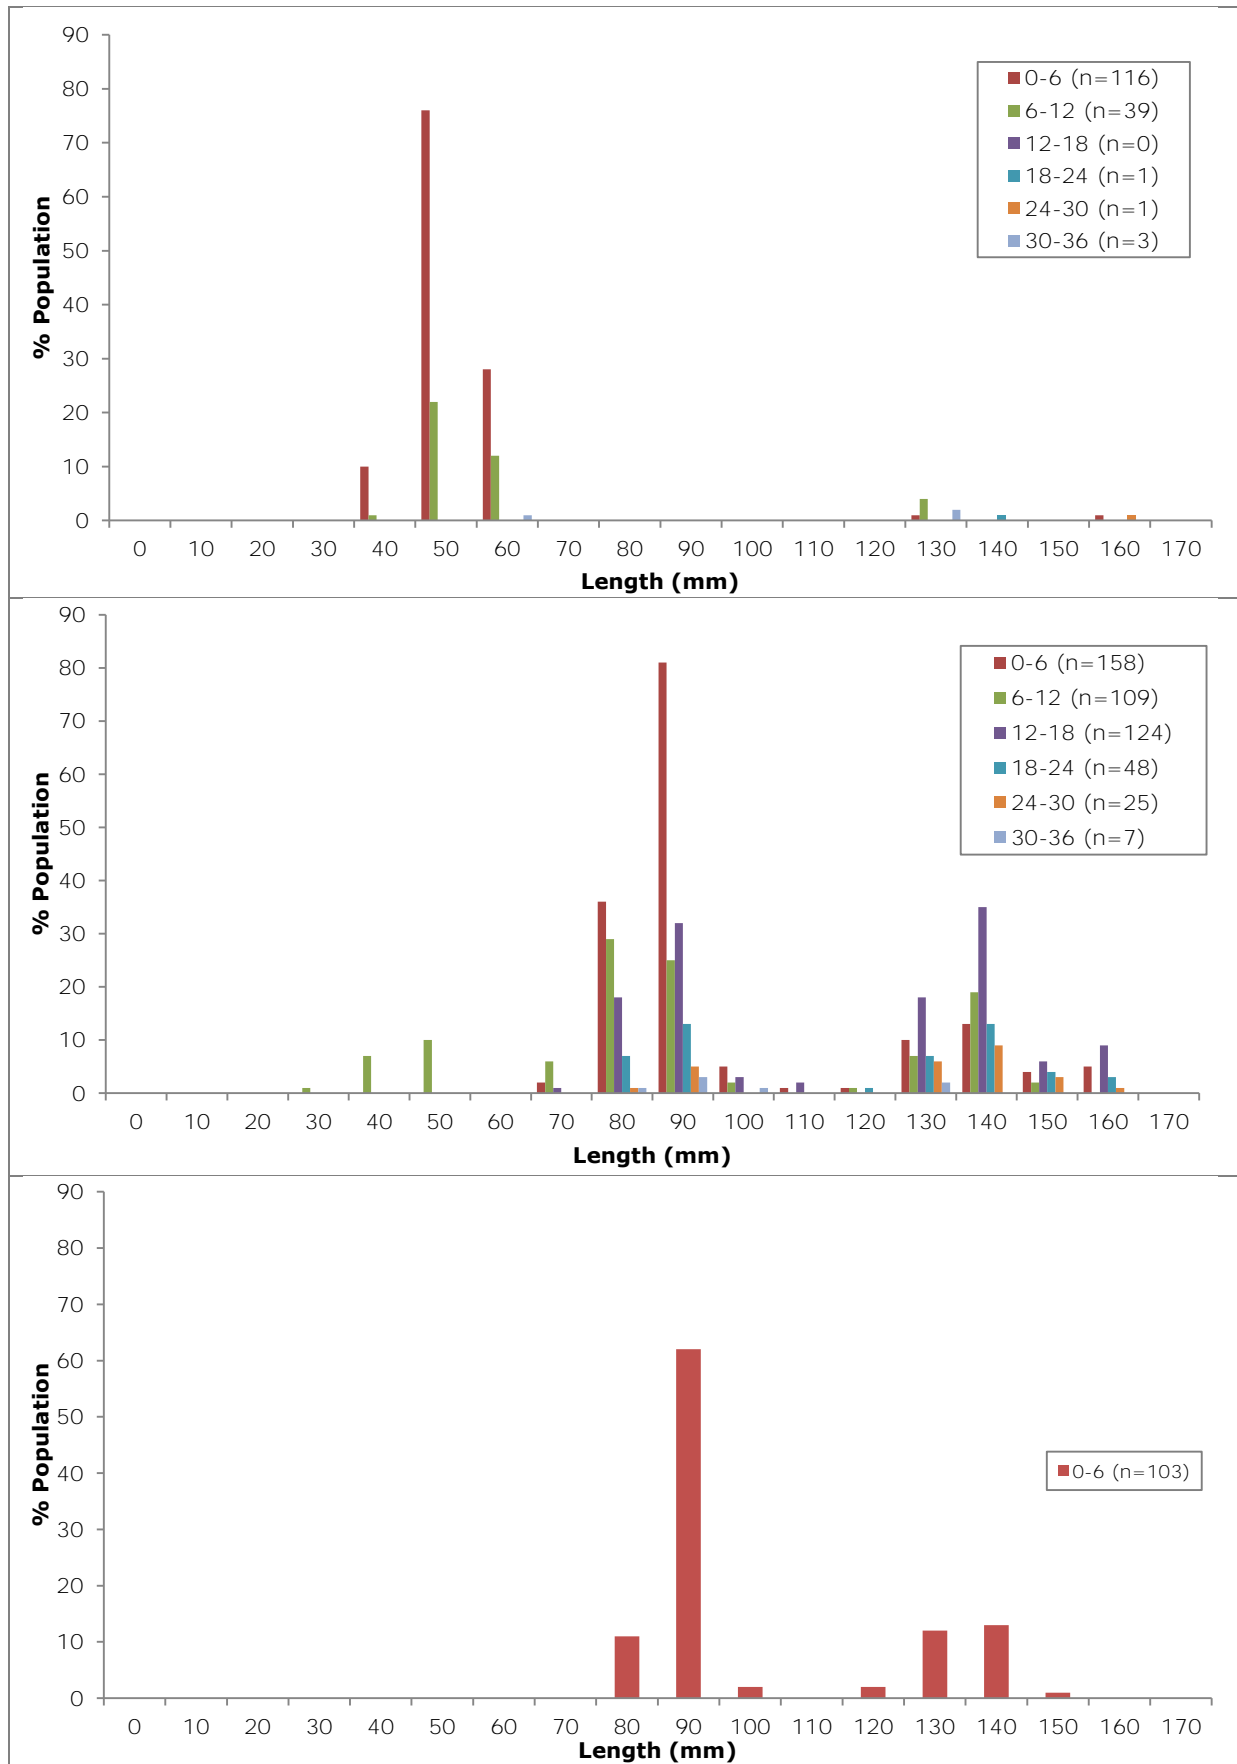 90
80
70
60
50
40
30
20
10
0
% Population
0-6 (n=116)
6-12 (n=39)
12-18 (n=0)
18-24 (n=1)
24-30 (n=1)
30-36 (n=3)
0 10 20 30 40 50 60 70 80 90 100 110 120 130 140 150 160 170
Length (mm)
90
80
70
60
50
40
30
20
10
0
% Population
0-6 (n=158)
6-12 (n=109)
12-18 (n=124)
18-24 (n=48)
24-30 (n=25)
30-36 (n=7)
0 10 20 30 40 50 60 70 80 90 100 110 120 130 140 150 160 170
Length (mm)
90
80
70
60
50
40
30
20
10
0
% Population
0-6 (n=103)
0 10 20 30 40 50 60 70 80 90 100 110 120 130 140 150 160 170
Length (mm)